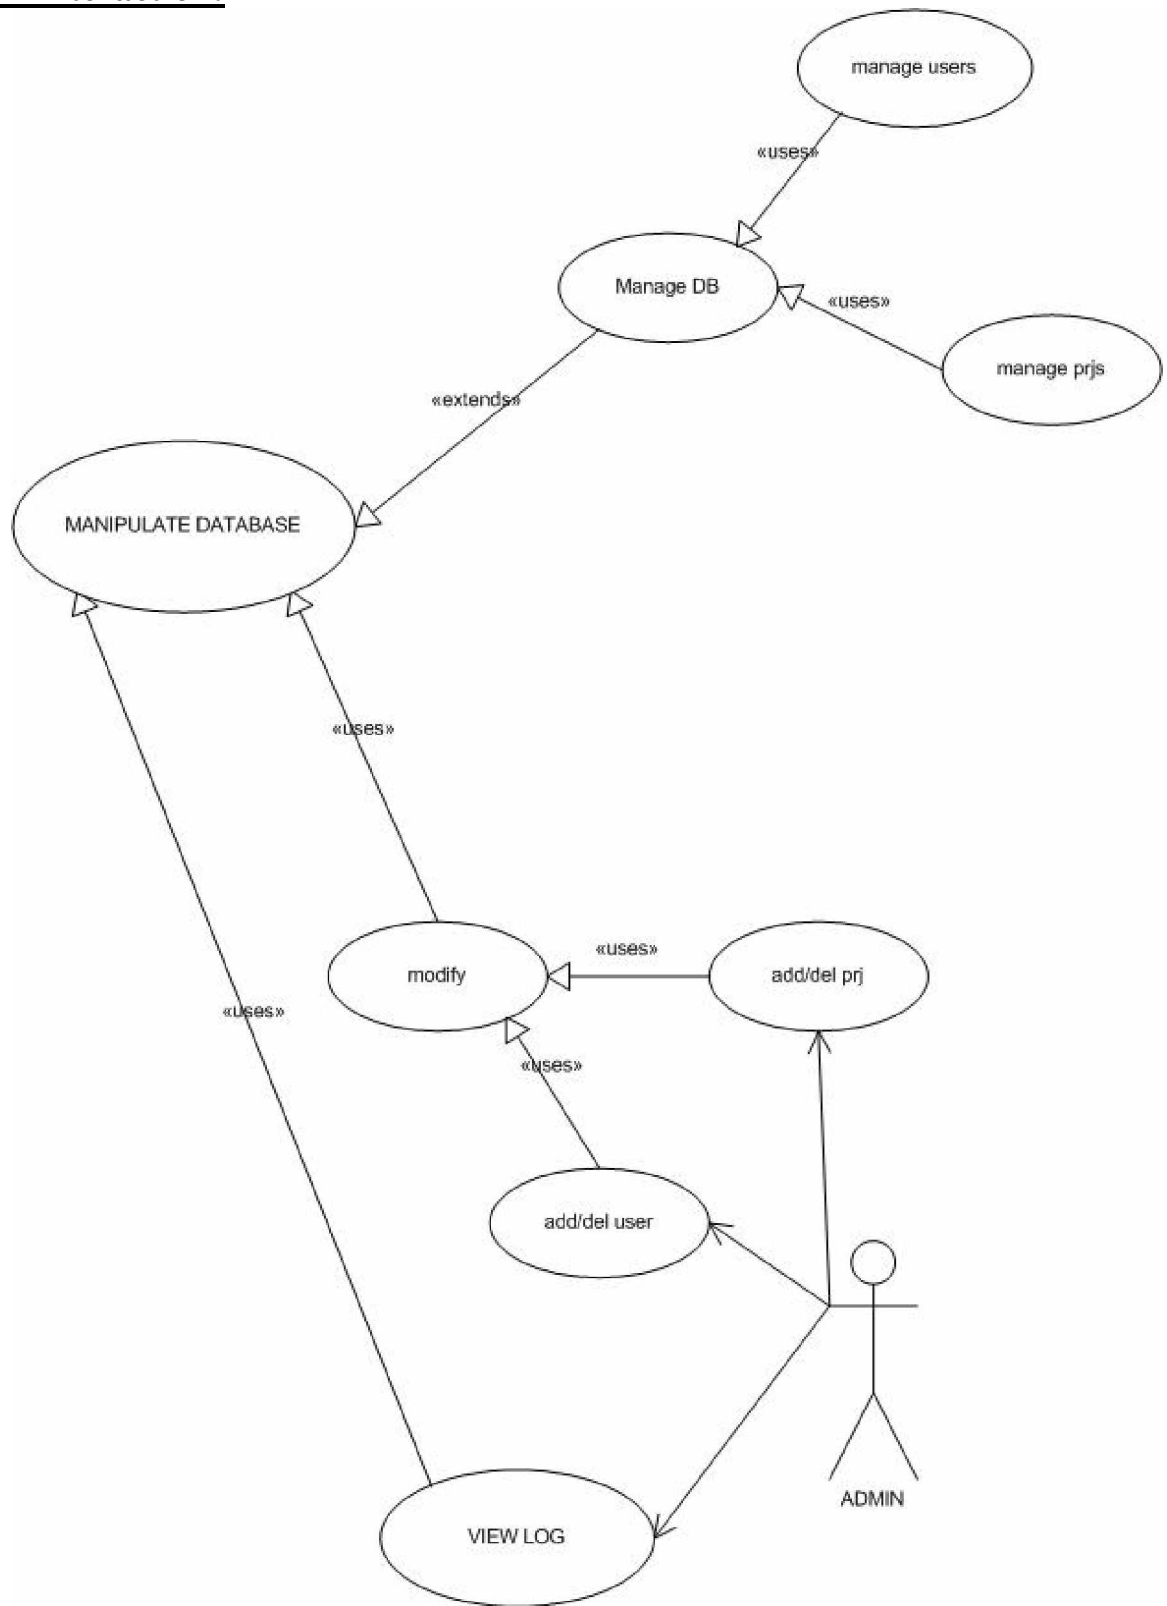 manage users
«uses»
Manage DB
«uses»
manage prjs
«extends»
MANIPULATE DATABASE
«uses»
«uses»
modify
add/del prj
«uses»
«uses»
add/del user
ADMIN
VIEW LOG